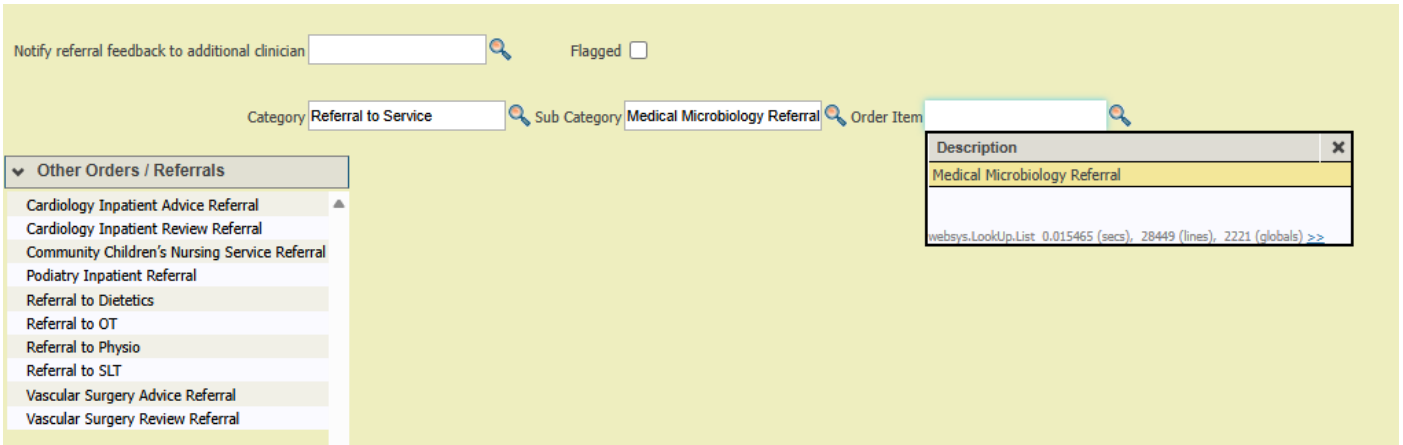 Notify referral feedback to additional clinician Flagged
Category Referral to Service Sub Category Medical Microbiology Referral Order Item
Description
Medical Microbiology Referral
websys.LookUp.List 0.015465 (secs), 28449 (lines), 2221 (globals) >>
Other Orders / Referrals
Cardiology Inpatient Advice Referral
Cardiology Inpatient Review Referral
Community Children's Nursing Service Referral
Podiatry Inpatient Referral
Referral to Dietetics
Referral to OT
Referral to Physio
Referral to SLT
Vascular Surgery Advice Referral
Vascular Surgery Review Referral